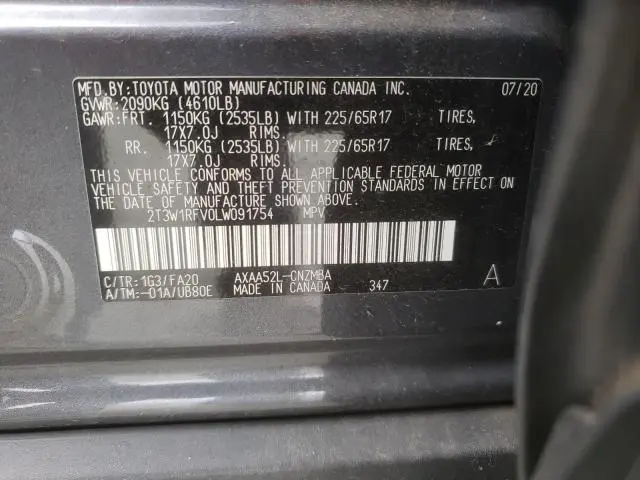 MFD.BY:TOYOTA MOTOR MANUFACTURING CANADA INC. 07/20
GVWR:2090KG (4610LB)
GAWR:FRT. 1150KG (2535LB) WITH 225/65R17 TIRES,
17X7.0J RIMS.
RR. 1150KG (2535LB) WITH 225/65R17 TIRES,
17X7.0J RIMS.
THIS VEHICLE CONFORMS TO ALL APPLICABLE FEDERAL MOTOR
VEHICLE SAFETY AND THEFT PREVENTION STANDARDS IN EFFECT ON
THE DATE OF MANUFACTURE SHOWN ABOVE.
2T3W1RFV0LW091754 MPV
C/TR:1G3/FA20 AXAA52L-CNZMBA A
A/TM:-01A/UB80E MADE IN CANADA 347